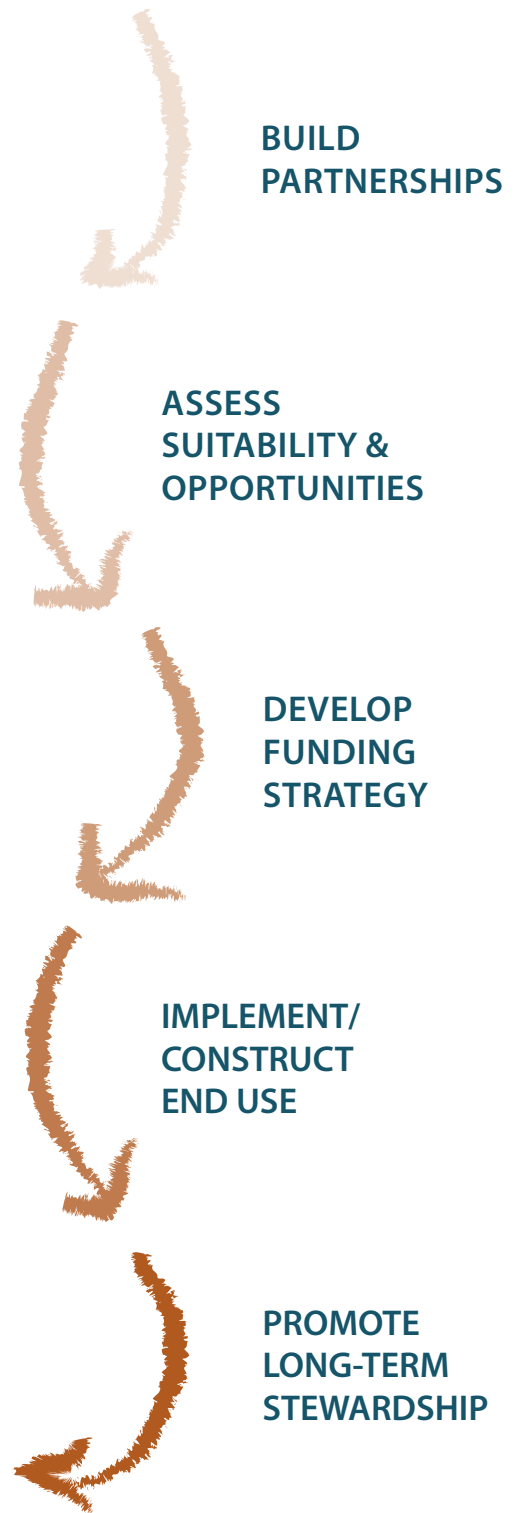 BUILD
PARTNERSHIPS
ASSESS
SUITABILITY &
OPPORTUNITIES
DEVELOP
FUNDING
STRATEGY
IMPLEMENT/
CONSTRUCT
END USE
PROMOTE
LONG-TERM
STEWARDSHIP